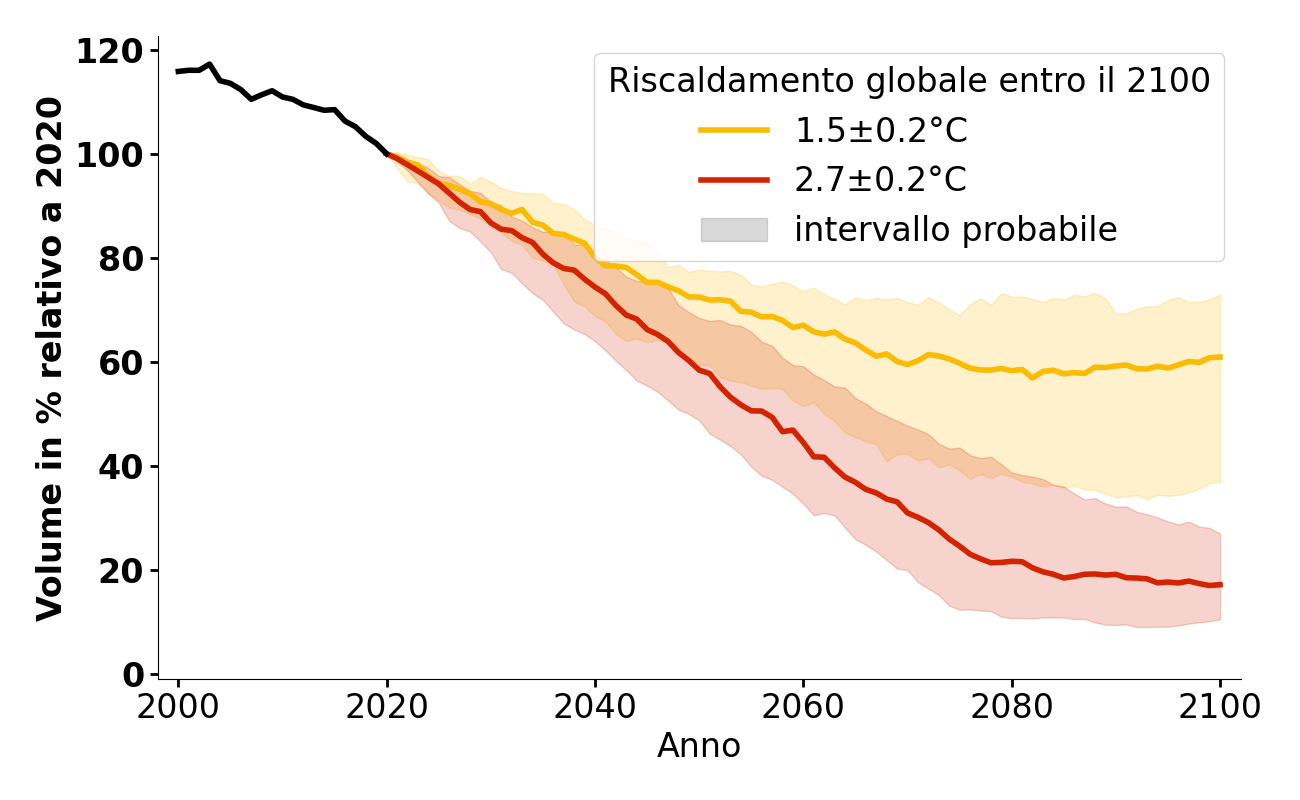 Volume in % relativo a 2020
120
100
80
60
40
20
0
Riscaldamento globale entro il 2100
1.5±0.2°C
2.7±0.2°C
intervallo probabile
2000 2020 2040 2060 2080 2100
Anno